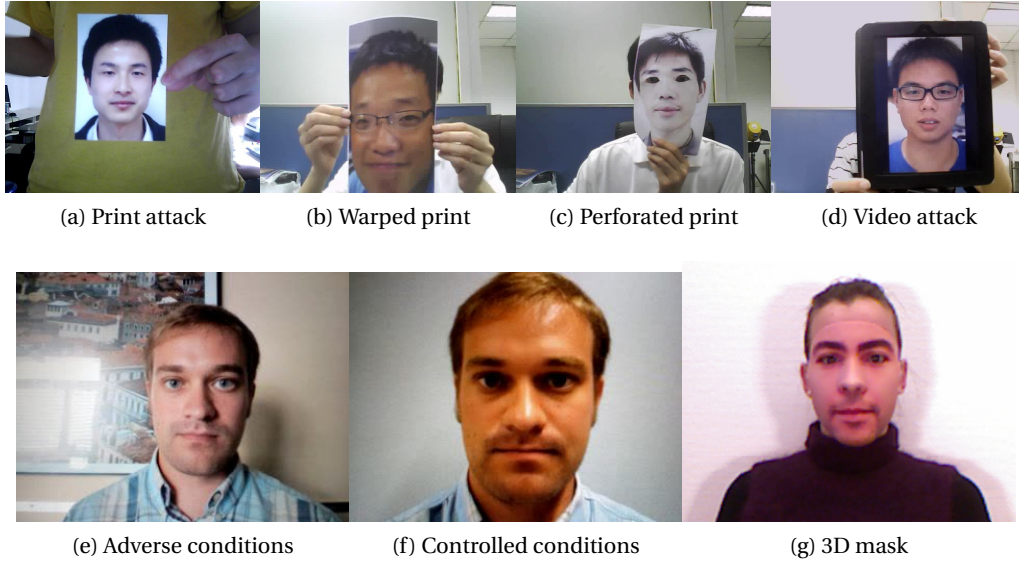 (a) Print attack
(b) Warped print
(c) Perforated print
(d) Video attack
(e) Adverse conditions
(f) Controlled conditions
(g) 3D mask